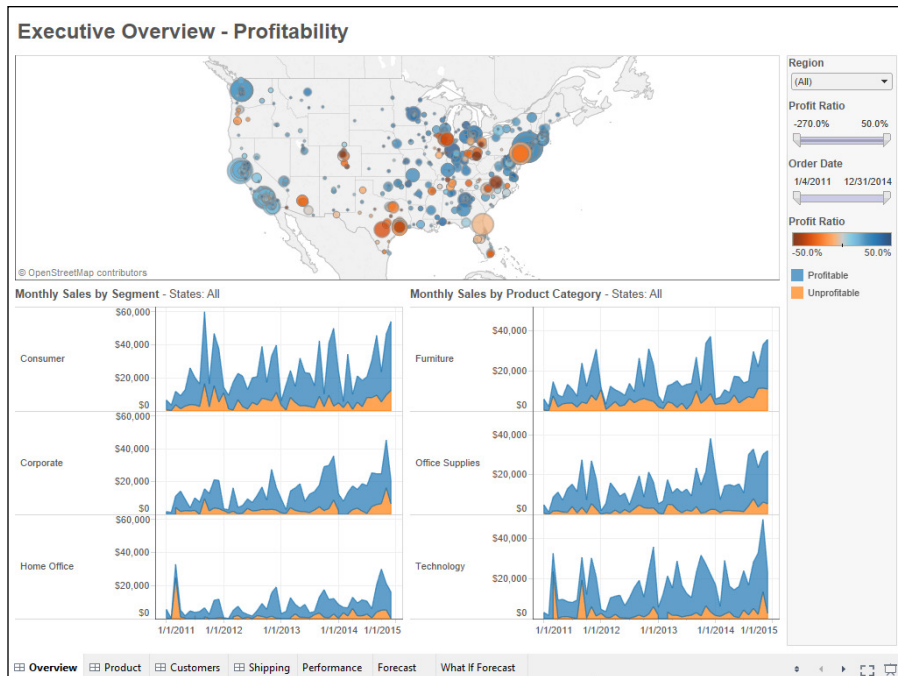 Executive Overview - Profitability
© OpenStreetMap contributors
Region
(All)
Profit Ratio
-270.0% 50.0%
Order Date
1/4/2011 12/31/2014
Profit Ratio
-50.0% 50.0%
Profitable
Unprofitable
Monthly Sales by Segment - States: All
$60,000
$40,000
Consumer
$20,000
$0
$60,000
$40,000
Corporate
$20,000
$0
$60,000
$40,000
Home Office
$20,000
$0
1/1/2011 1/1/2012 1/1/2013 1/1/2014 1/1/2015
Monthly Sales by Product Category - States: All
$40,000
Furniture
$20,000
$0
$40,000
Office Supplies
$20,000
$0
$40,000
Technology
$20,000
$0
1/1/2011 1/1/2012 1/1/2013 1/1/2014 1/1/2015
Overview Product Customers Shipping Performance Forecast What If Forecast